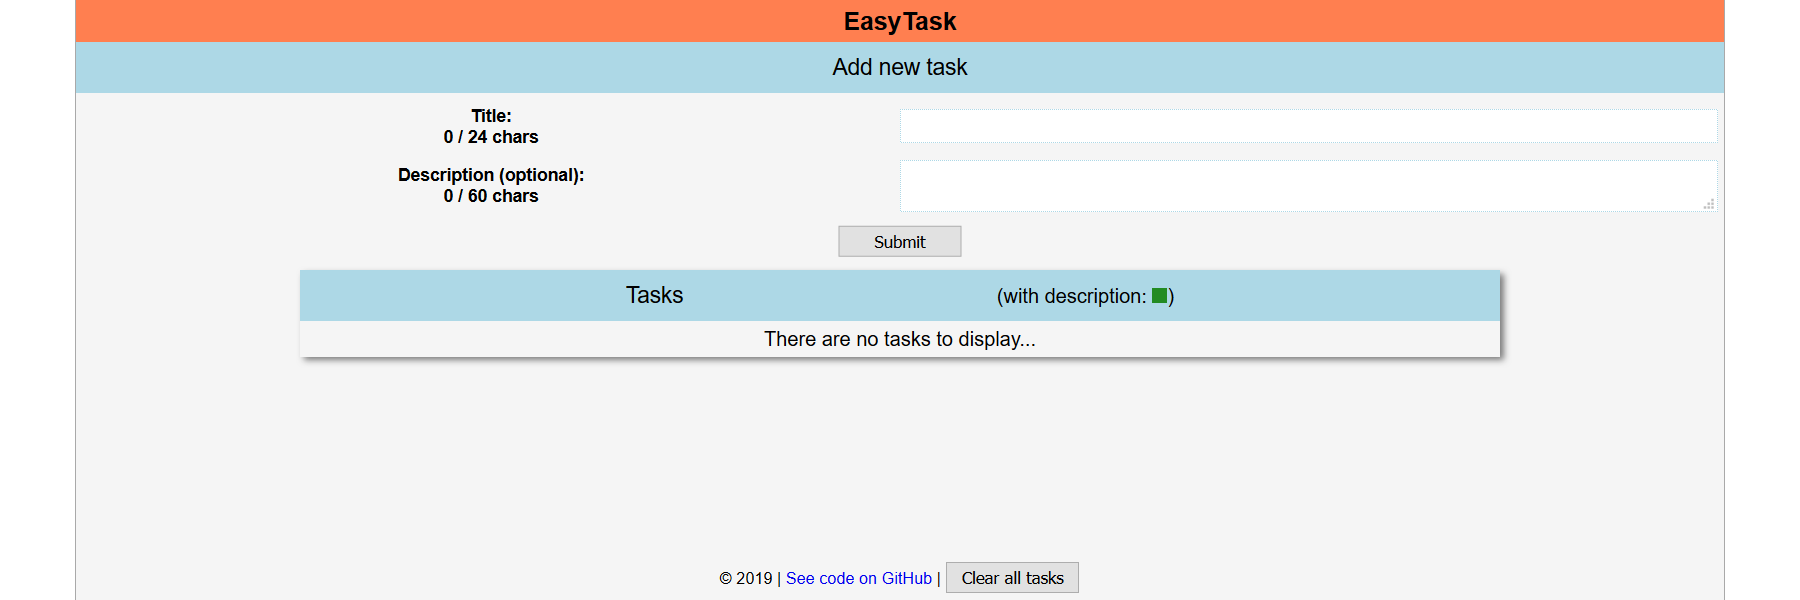 EasyTask
Add new task
Title:
0 / 24 chars
Description (optional):
0 / 60 chars
Submit
Tasks (with description: )
There are no tasks to display...
© 2019 | See code on GitHub | Clear all tasks